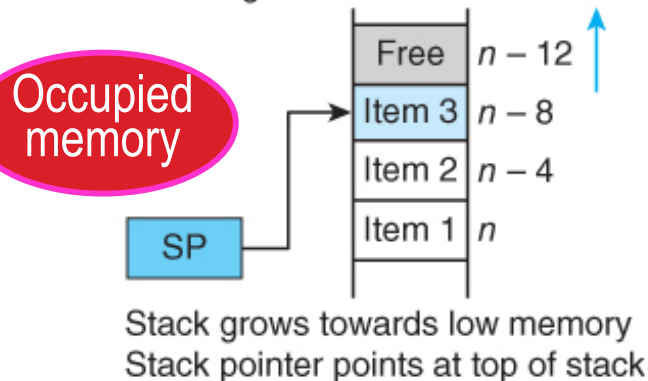 Free n – 12
Occupied
memory
Item 3 n – 8
Item 2 n – 4
Item 1 n
SP
Stack grows towards low memory
Stack pointer points at top of stack